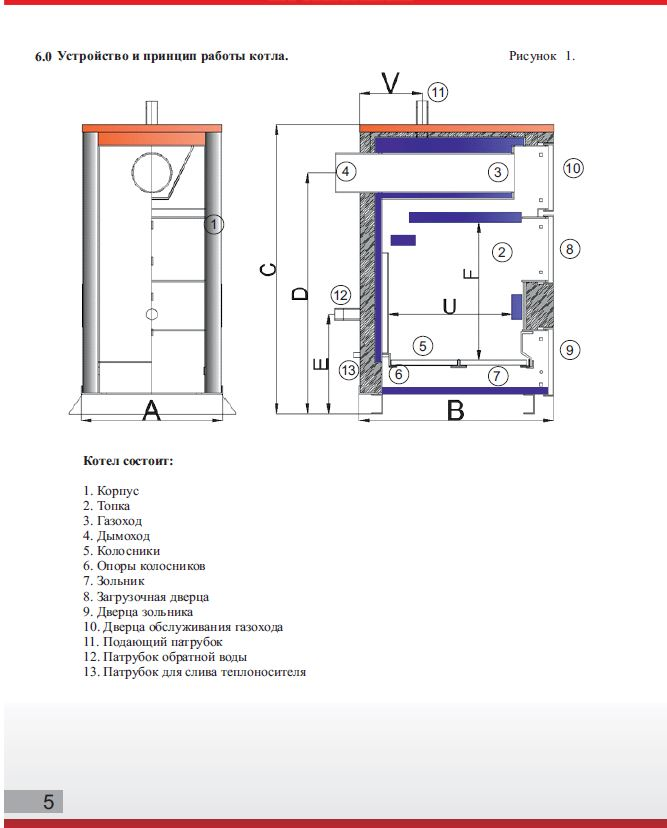 6.0 Устройство и принцип работы котла.
Рисунок 1.
V
11
4
3
10
1
2
8
C
F
D
12
U
5
9
E
13
6
7
A
B
Котел состоит:
1. Корпус
2. Топка
3. Газоход
4. Дымоход
5. Колосники
6. Опоры колосников
7. Зольник
8. Загрузочная дверца
9. Дверца зольника
10. Дверца обслуживания газохода
11. Подающий патрубок
12. Патрубок обратной воды
13. Патрубок для слива теплоносителя
5